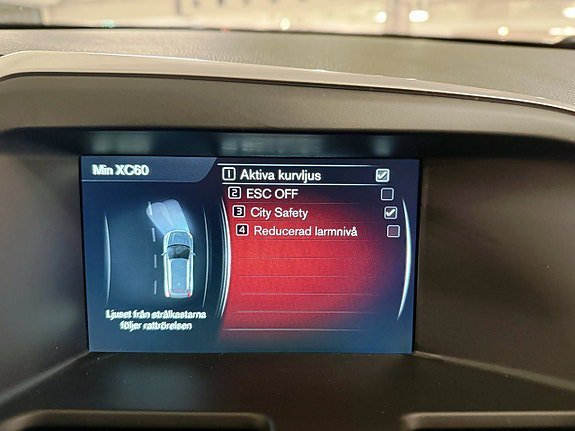 Min XC60
1 Aktiva kurvljus
2 ESC OFF
3 City Safety
4 Reducerad larmnivå
Ljuset från strålkastarna
följer rattrörelsen